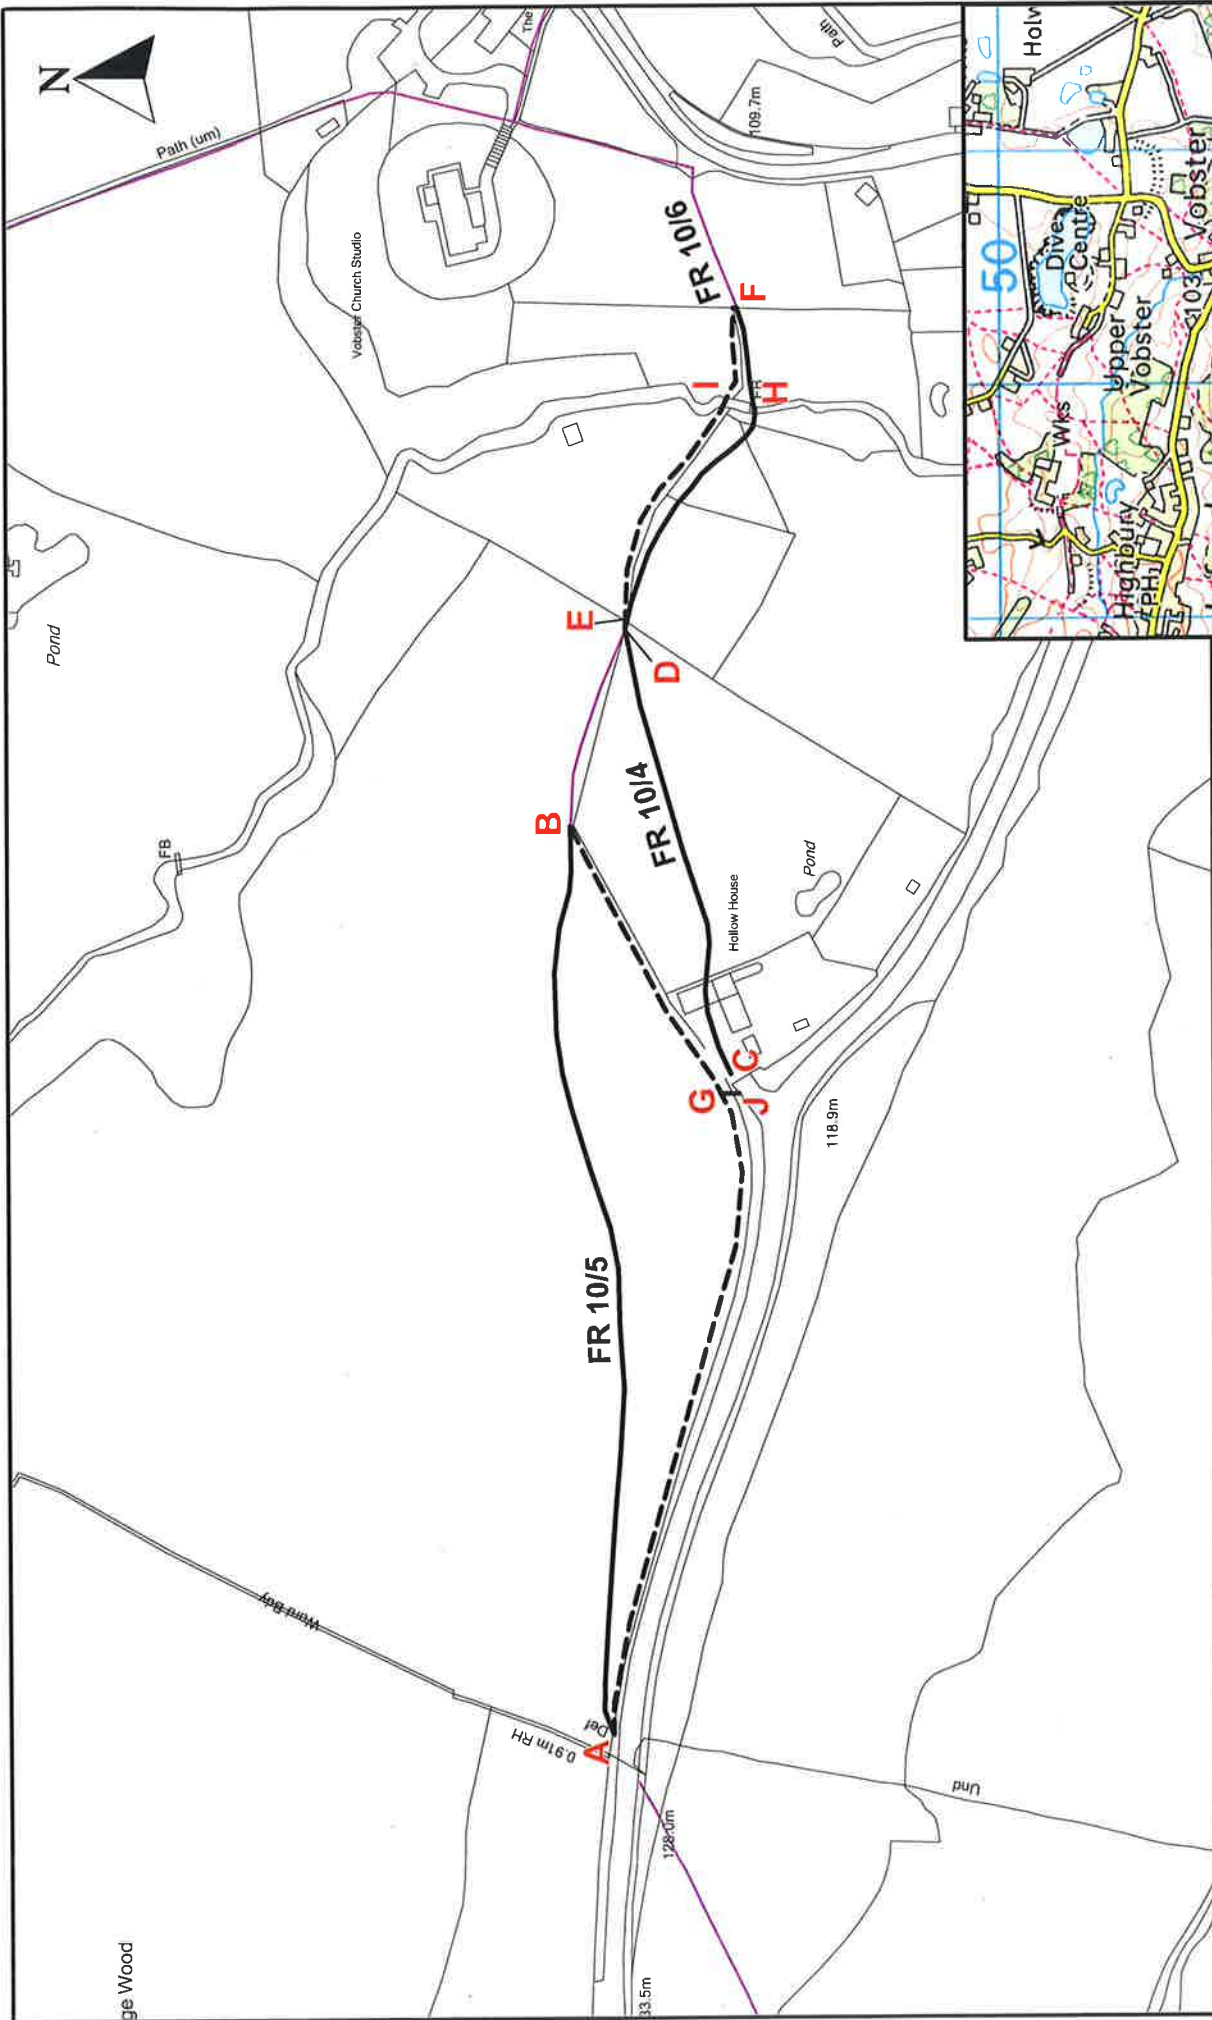 N
Path (um)
The
Path
109.7m
Vobster Church Studio
FR 10/6
F
I
H
FR
Pond
E
D
B
FR 10/4
FB
Pond
Hollow House
C
G
J
118.9m
FR 10/5
Ward Bdy
0.91m RH
Def
A
Und
128.0m
33.5m
ge Wood
50
Holw
Dive
Centre
Vobster
Upper
Vobster
103
Wks
Highbury
PH